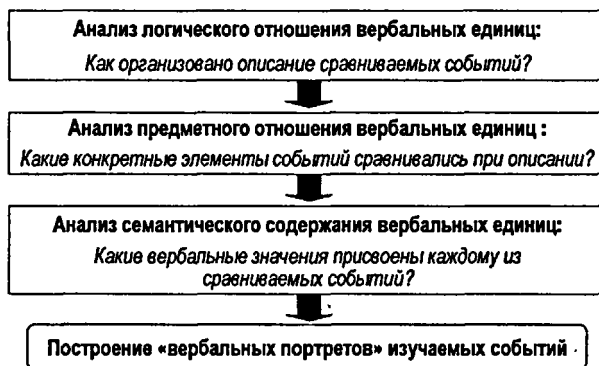 Анализ логического отношения вербальных единиц:
Как организовано описание сравниваемых событий?
Анализ предметного отношения вербальных единиц :
Какие конкретные элементы событий сравнивались при описании?
Анализ семантического содержания вербальных единиц:
Какие вербальные значения присвоены каждому из
сравниваемых событий?
Построение «вербальных портретов» изучаемых событий